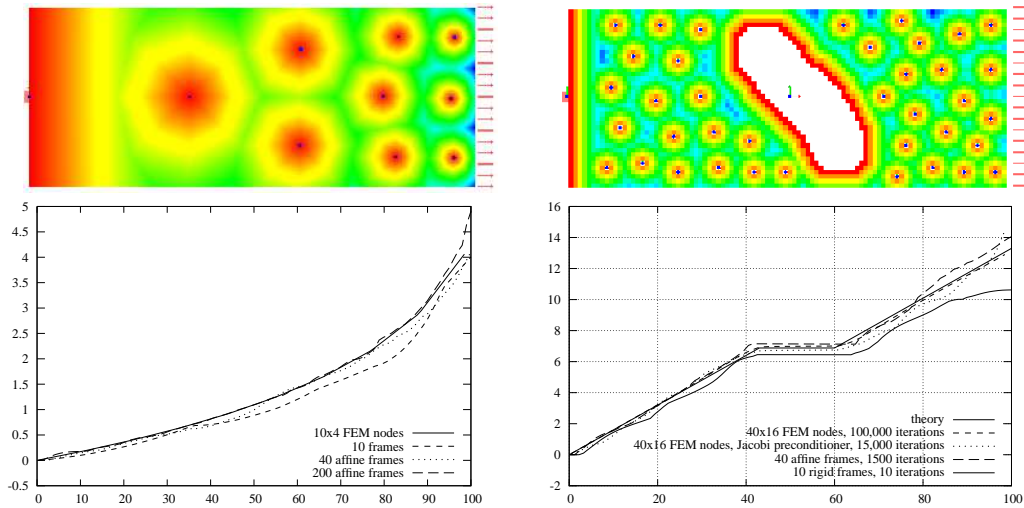 5
4.5
4
3.5
3
2.5
2
1.5
1
0.5
0
-0.5
0 10 20 30 40 50 60 70 80 90 100
10x4 FEM nodes
10 frames
40 affine frames
200 affine frames
16
14
12
10
8
6
4
2
0
-2
0 20 40 60 80 100
theory
40x16 FEM nodes, 100,000 iterations
40x16 FEM nodes, Jacobi preconditioner, 15,000 iterations
40 affine frames, 1500 iterations
10 rigid frames, 10 iterations